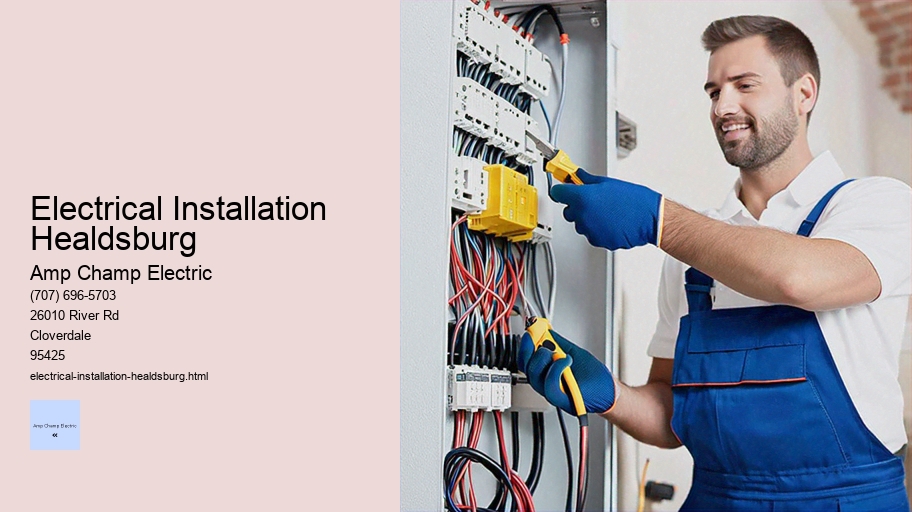 Electrical Installation
Healdsburg
Amp Champ Electric
(707) 696-5703
26010 River Rd
Cloverdale
95425
electrical-installation-healdsburg.html
Amp Champ Electric
«